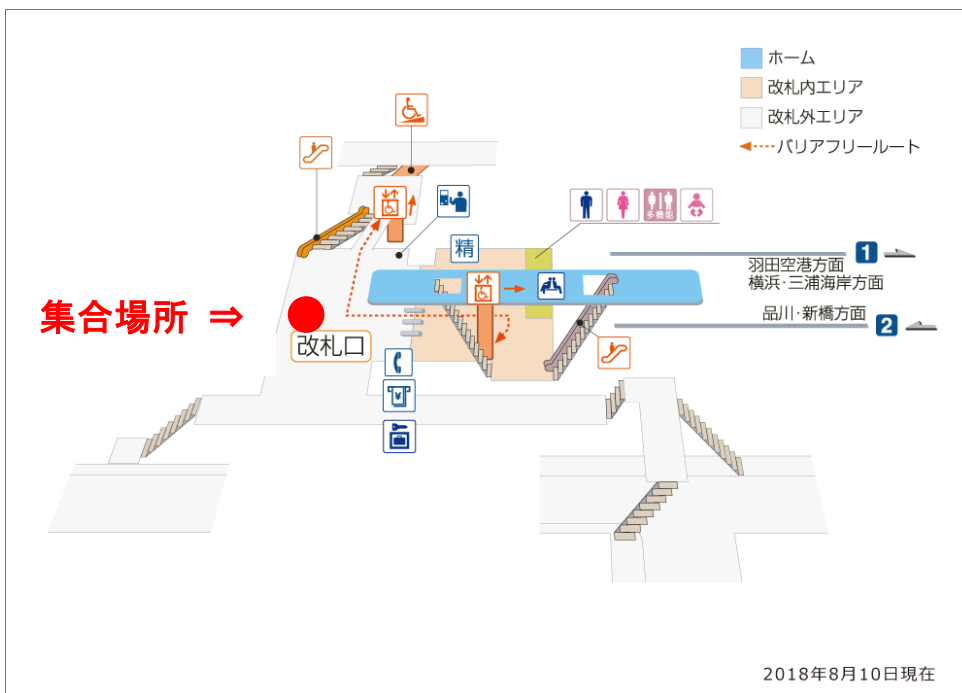 ホーム
改札内エリア
改札外エリア
バリアフリールート
多機能
精
1
羽田空港方面
横浜・三浦海岸方面
品川・新橋方面
2
集合場所 ⇒
改札口
¥
2018年8月10日現在